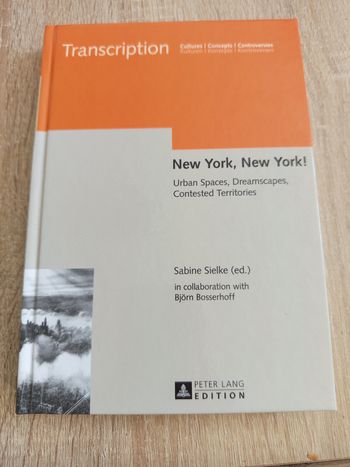 Transcription
Cultures | Concepts | Controversies
Kulturen | Konzepte | Kontroversen
New York, New York!
Urban Spaces, Dreamscapes,
Contested Territories
Sabine Sielke (ed.)
in collaboration with
Björn Bosserhoff
PETER LANG
EDITION